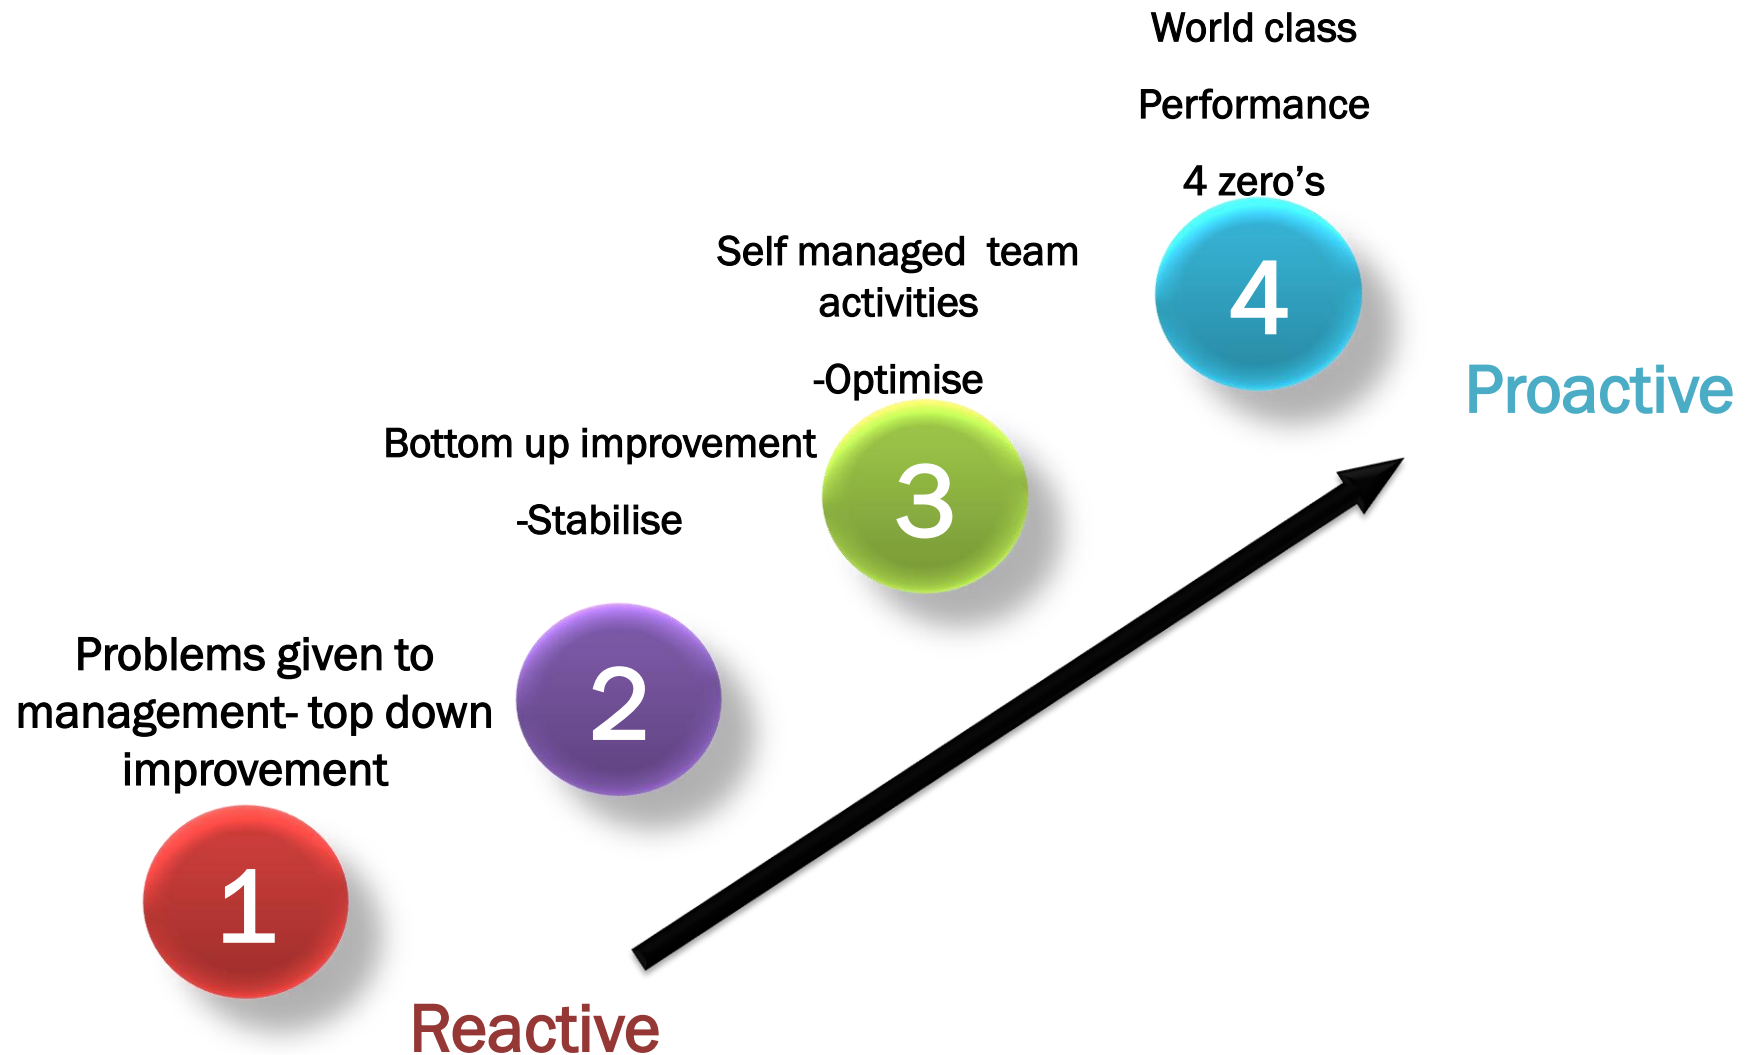 World class
Performance
4 zero’s
4
Self managed  team
activities
-Optimise
3
Proactive
Bottom up improvement
-Stabilise
2
Problems given to
management- top down
improvement
1
Reactive